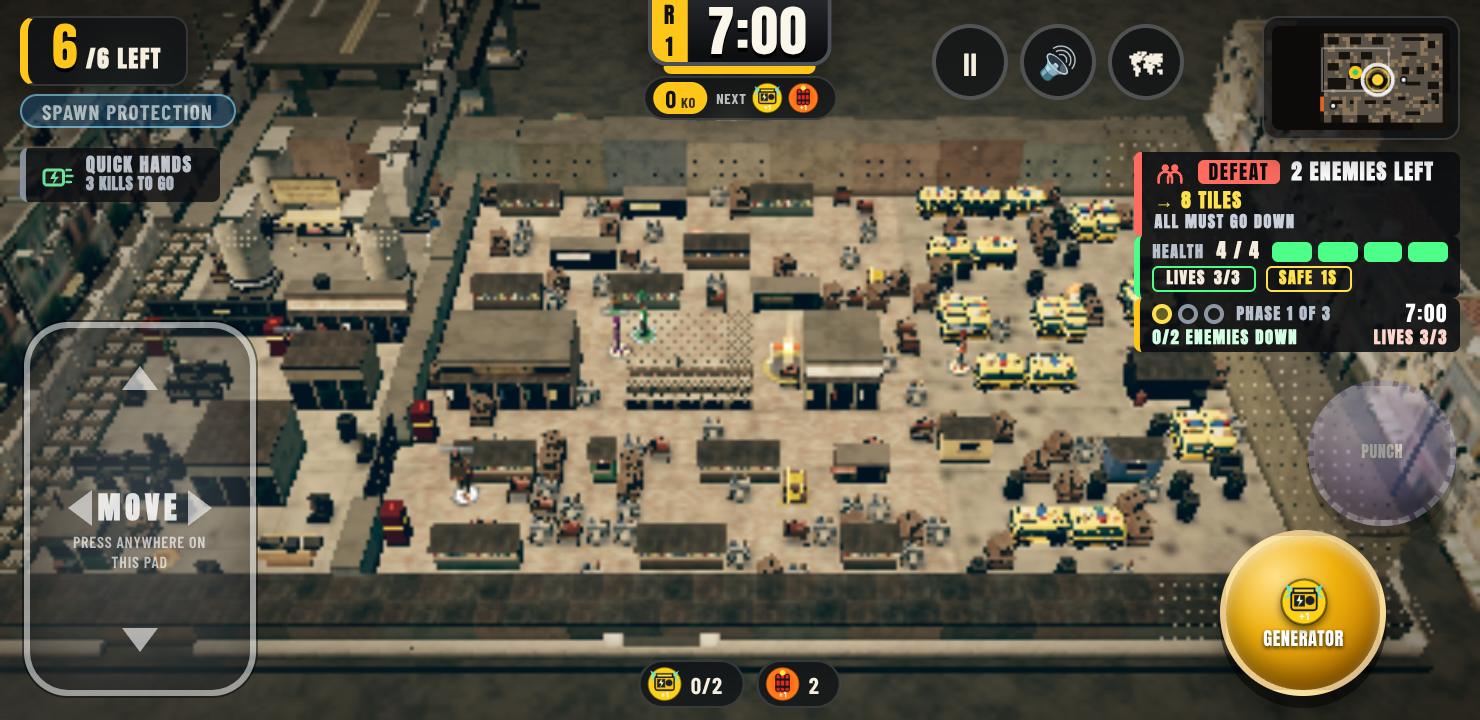 6 /6 LEFT
SPAWN PROTECTION
QUICK HANDS
3 KILLS TO GO
R 1
7:00
0 KO NEXT
DEFEAT 2 ENEMIES LEFT
→ 8 TILES
ALL MUST GO DOWN
HEALTH 4 / 4
LIVES 3/3 SAFE 1S
PHASE 1 OF 3 7:00
0/2 ENEMIES DOWN LIVES 3/3
MOVE
PRESS ANYWHERE ON
THIS PAD
PUNCH
+1
GENERATOR
0/2
2